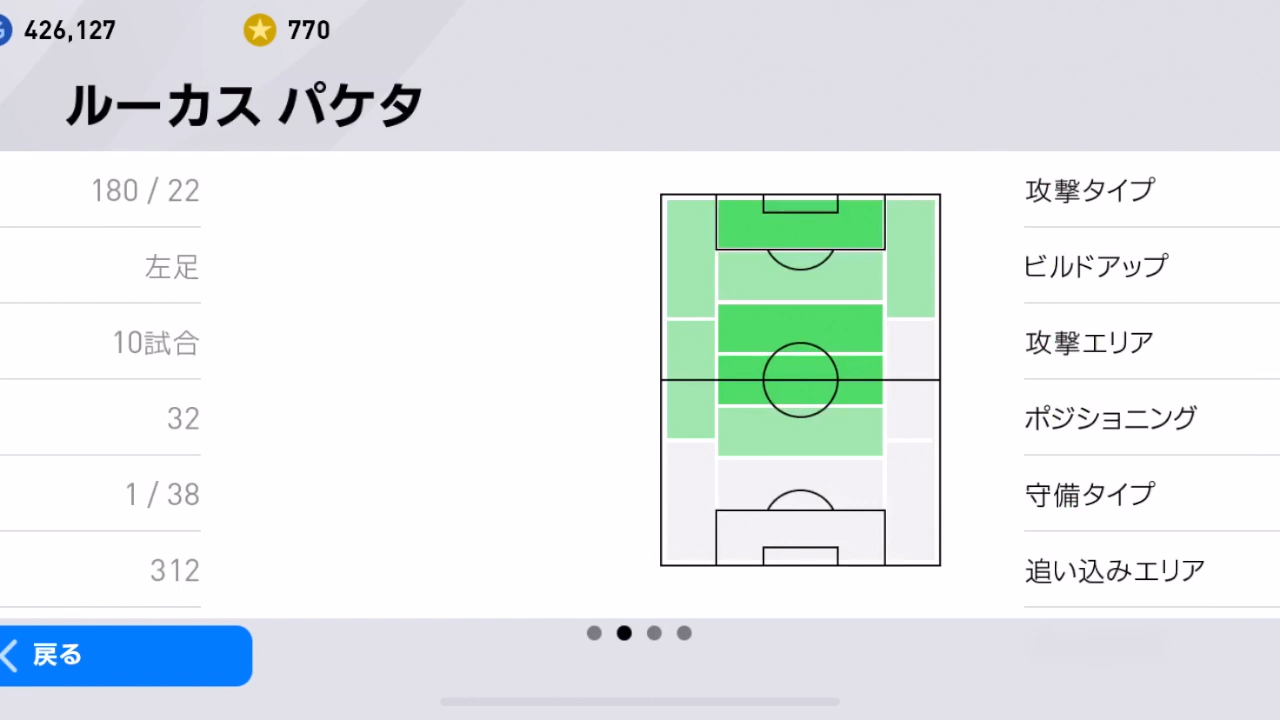 426,127
770
ルーカス パケタ
180 / 22
左足
10試合
32
1 / 38
312
攻撃タイプ
ビルドアップ
攻撃エリア
ポジショニング
守備タイプ
追い込みエリア
戻る